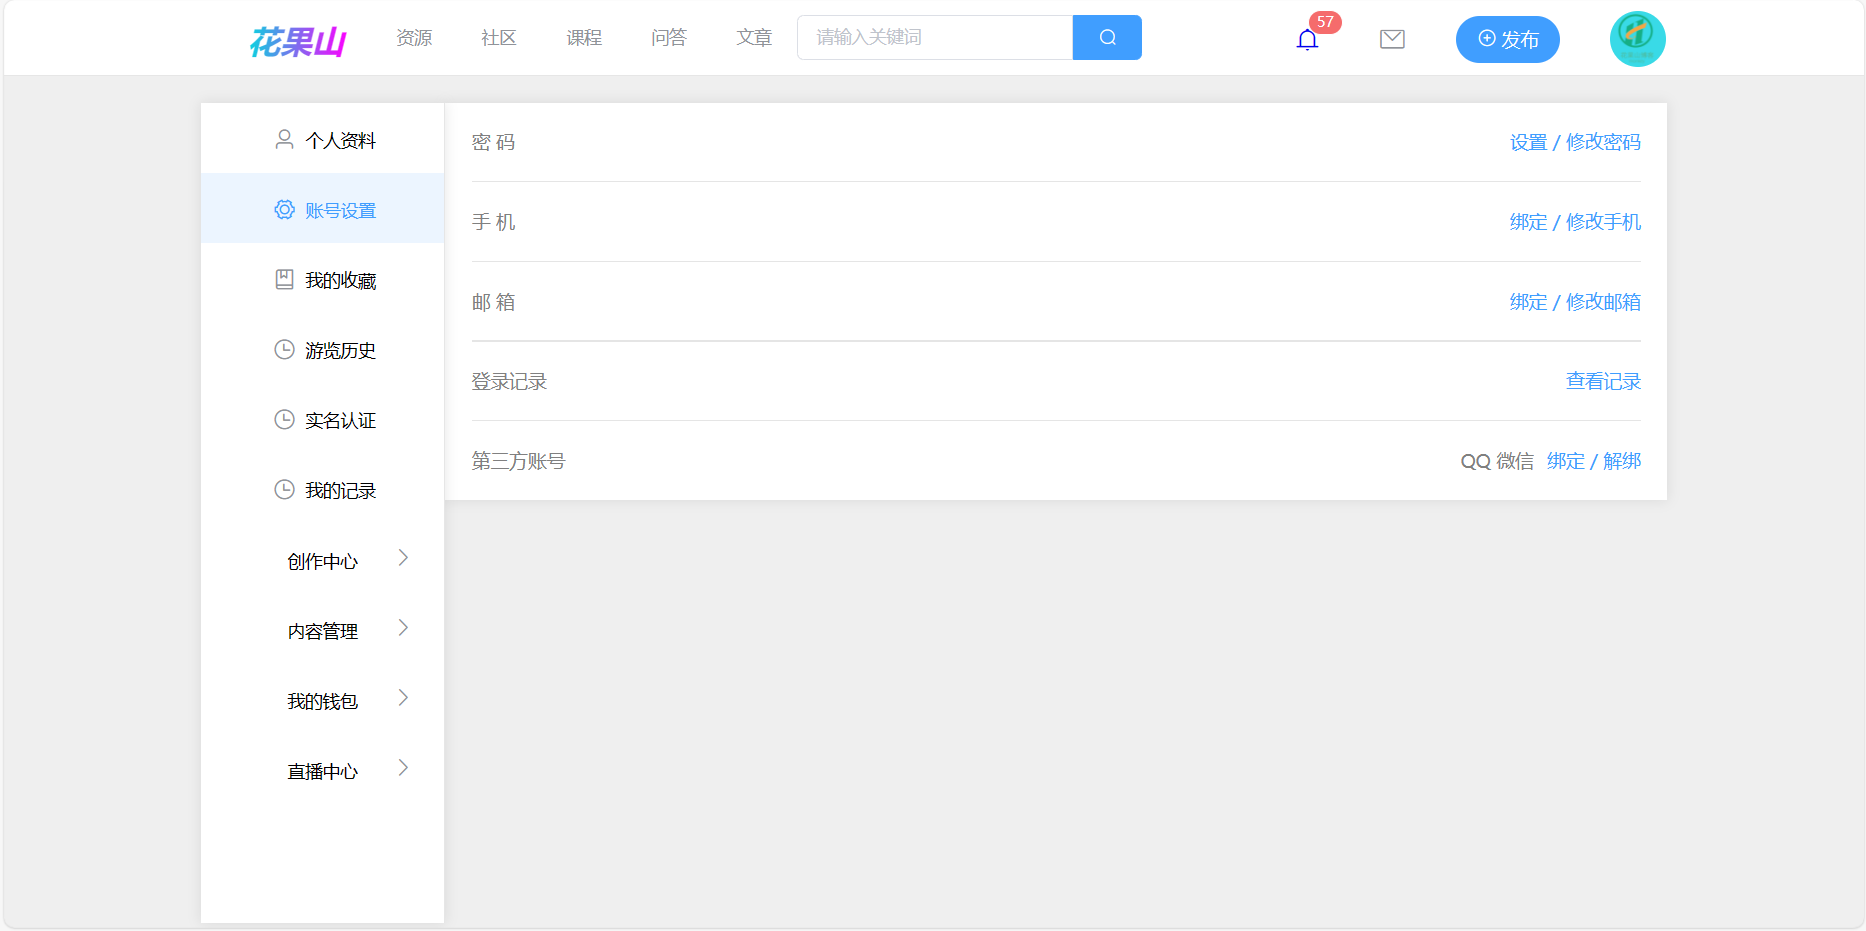 花果山 资源 社区 课程 问答 文章 请输入关键词 57 发布
个人资料
账号设置
我的收藏
游览历史
实名认证
我的记录
创作中心
内容管理
我的钱包
直播中心
密 码 设置 / 修改密码
手 机 绑定 / 修改手机
邮 箱 绑定 / 修改邮箱
登录记录 查看记录
第三方账号 QQ 微信 绑定 / 解绑